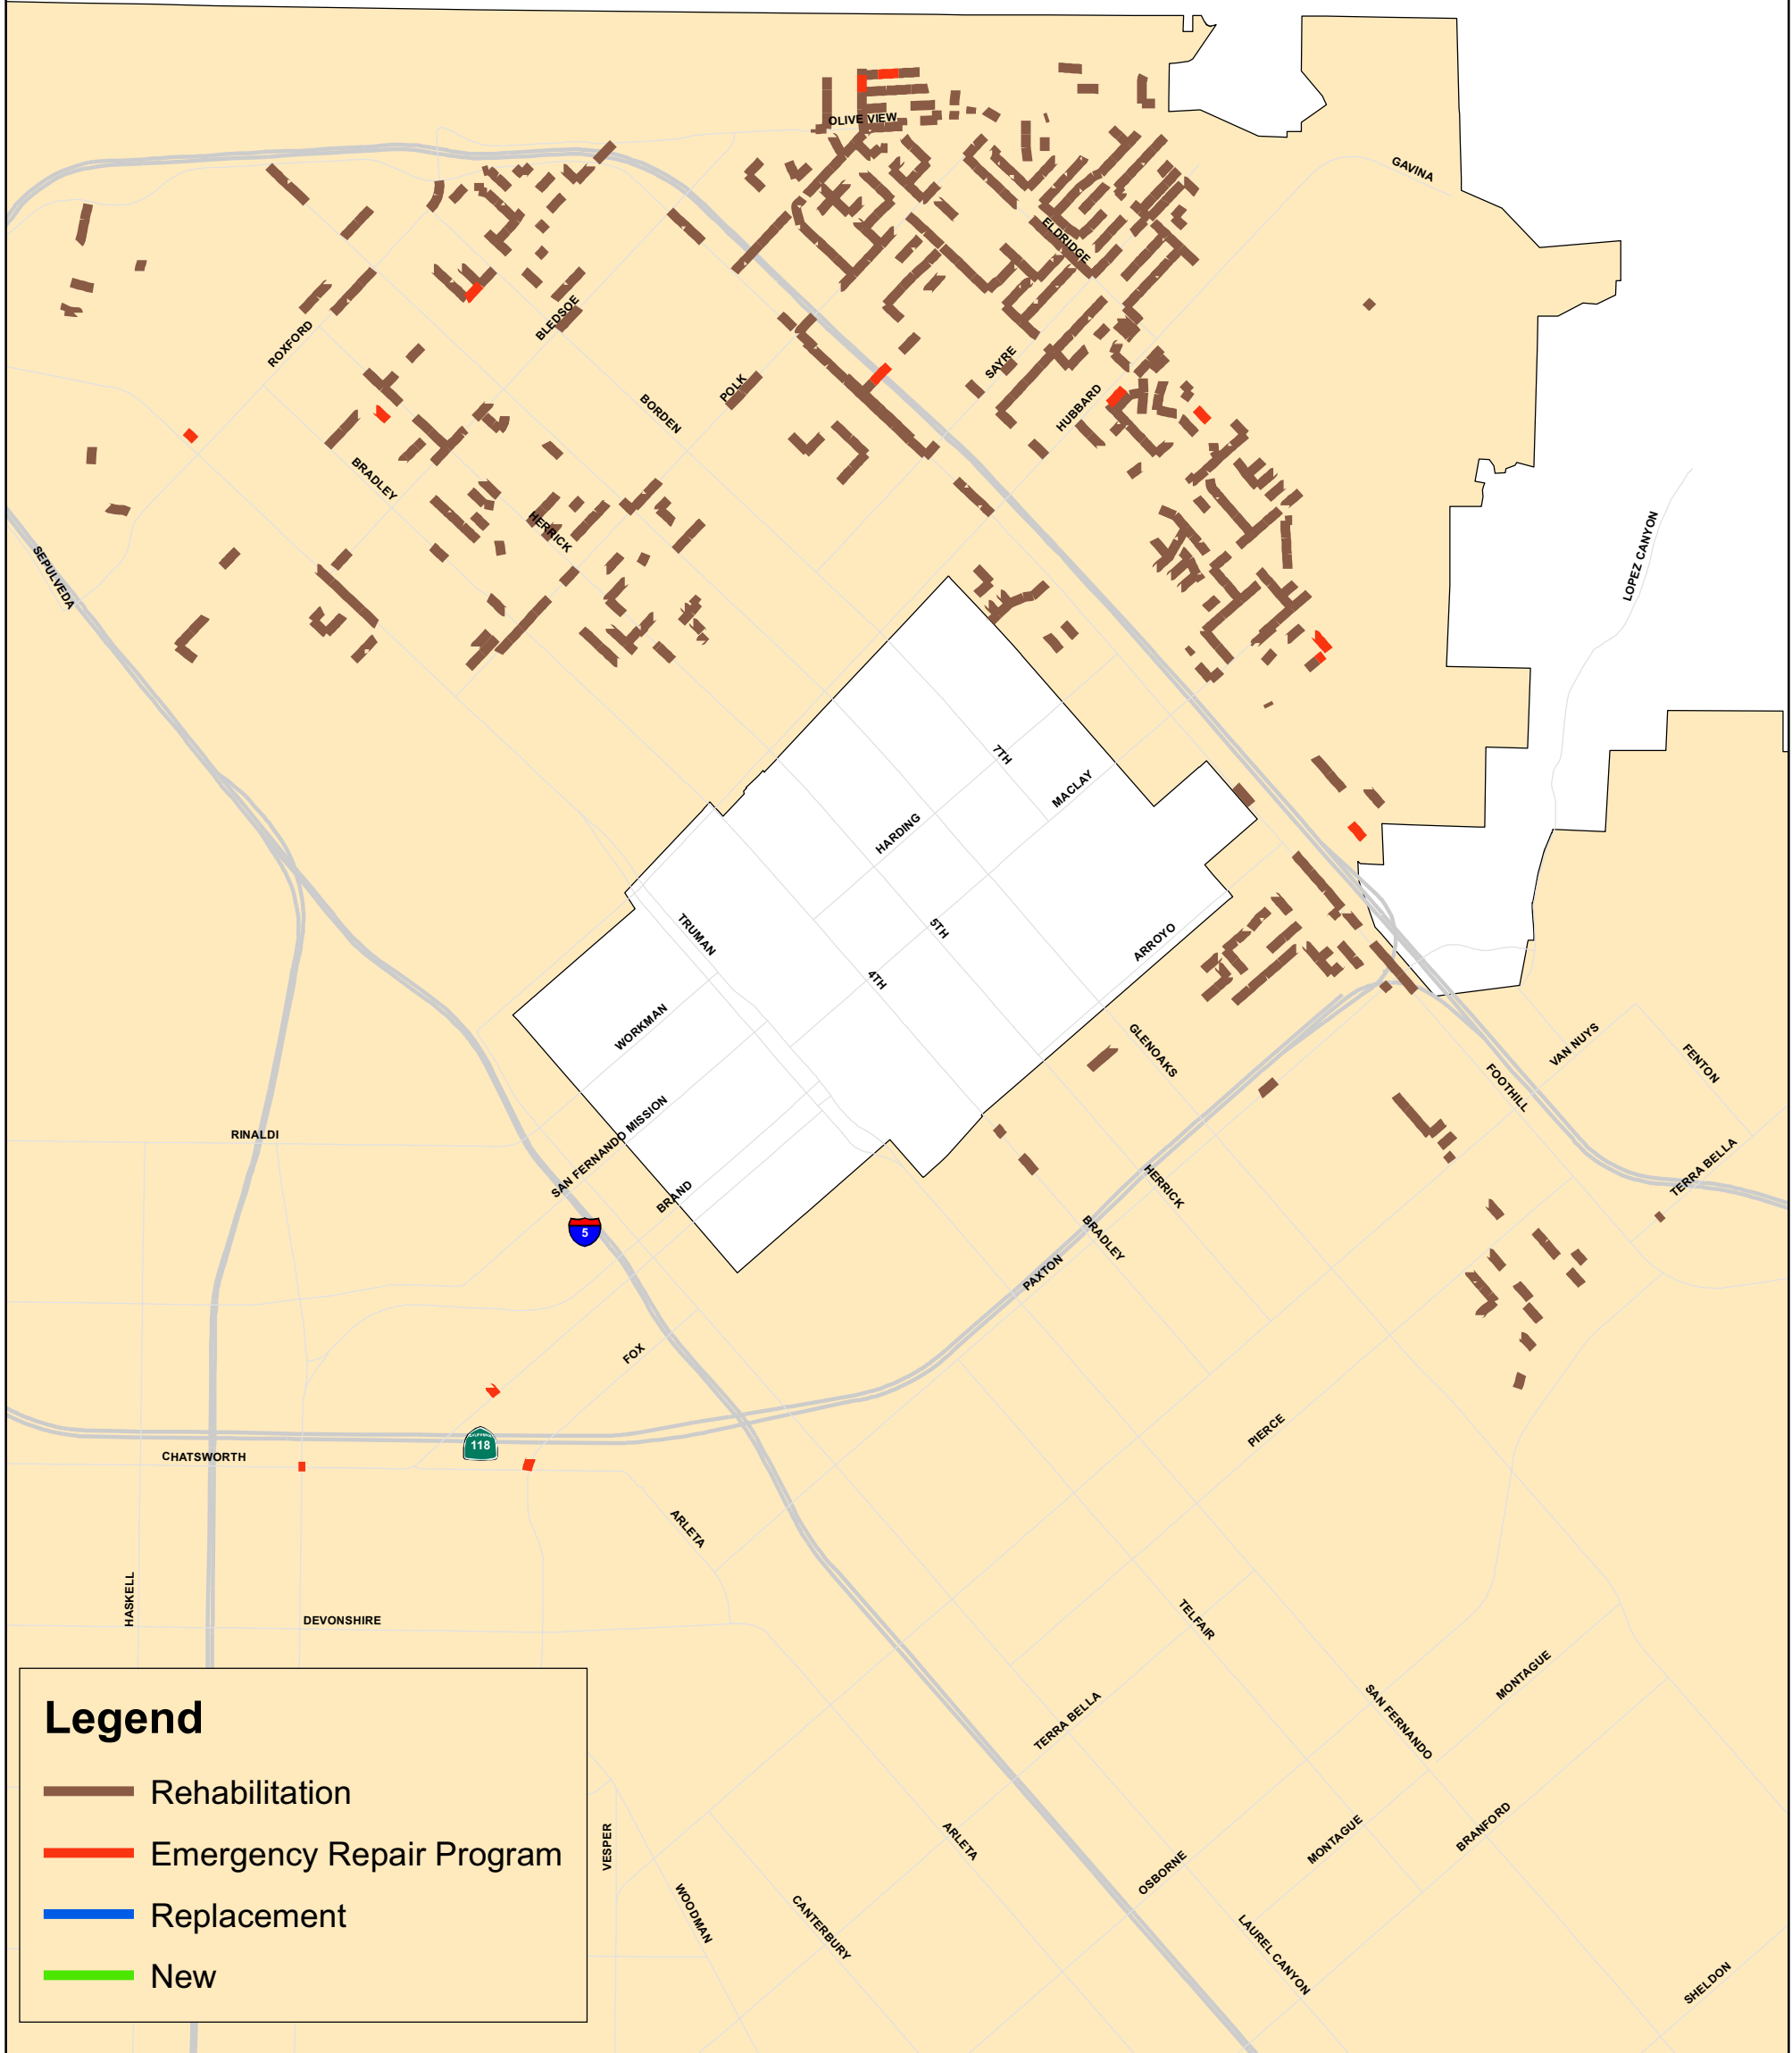 OLIVE VIEW
GAVINA
ELDRIDGE
ROXFORD
BLEDSOE
SAYRE
POLK
BORDEN
HUBBARD
BRADLEY
HERRICK
SEPULVEDA
LOPEZ CANYON
7TH
MACLAY
HARDING
TRUMAN
5TH
ARROYO
4TH
WORKMAN
GLENOAKS
VAN NUYS
FENTON
FOOTHILL
SAN FERNANDO MISSION
RINALDI
TERRA BELLA
HERRICK
BRAND
BRADLEY
5
PAXTON
FOX
PIERCE
CALIFORNIA
118
CHATSWORTH
ARLETA
HASKELL
DEVONSHIRE
TELFAIR
MONTAGUE
SAN FERNANDO
TERRA BELLA
Legend
Rehabilitation
Emergency Repair Program
Replacement
New
VESPER
ARLETA
MONTAGUE
BRANFORD
OSBORNE
WOODMAN
CANTERBURY
LAUREL CANYON
SHELDON